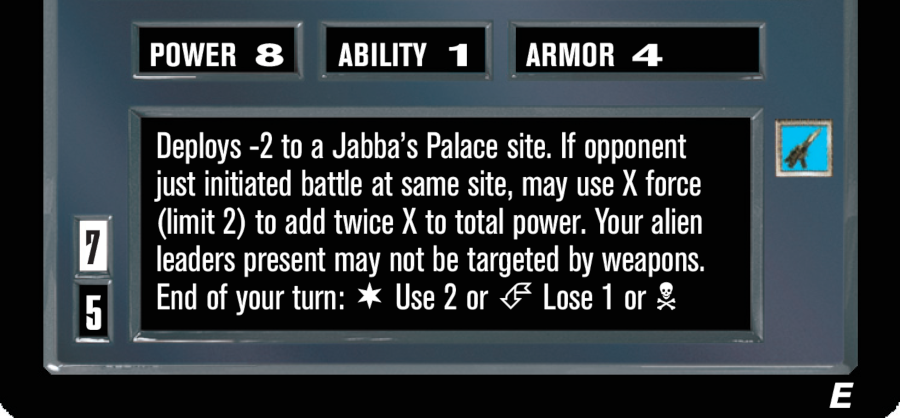 POWER 8 ABILITY 1 ARMOR 4
Deploys -2 to a Jabba's Palace site. If opponent
just initiated battle at same site, may use X force
(limit 2) to add twice X to total power. Your alien
leaders present may not be targeted by weapons.
End of your turn: Use 2 or Lose 1 or
7
5
E